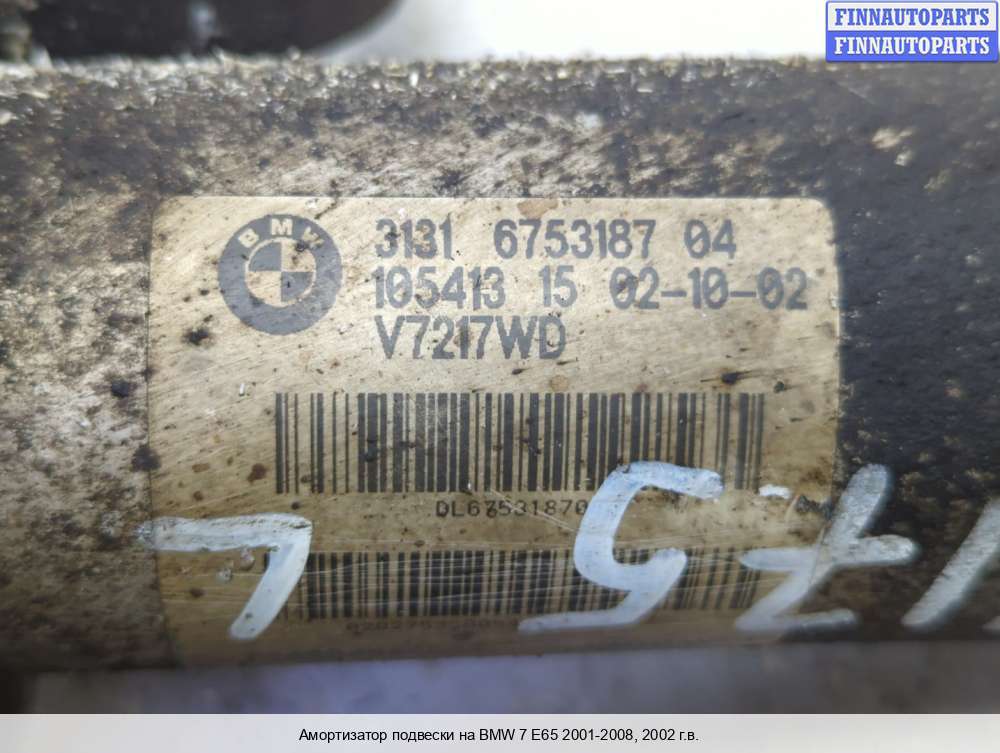 FINNAUTOPARTS
FINNAUTOPARTS
BMW
3131 6753187 04
105413 15 02-10-02
V7217WD
DL67531870
L 5
Амортизатор подвески на BMW 7 E65 2001-2008, 2002 г.в.